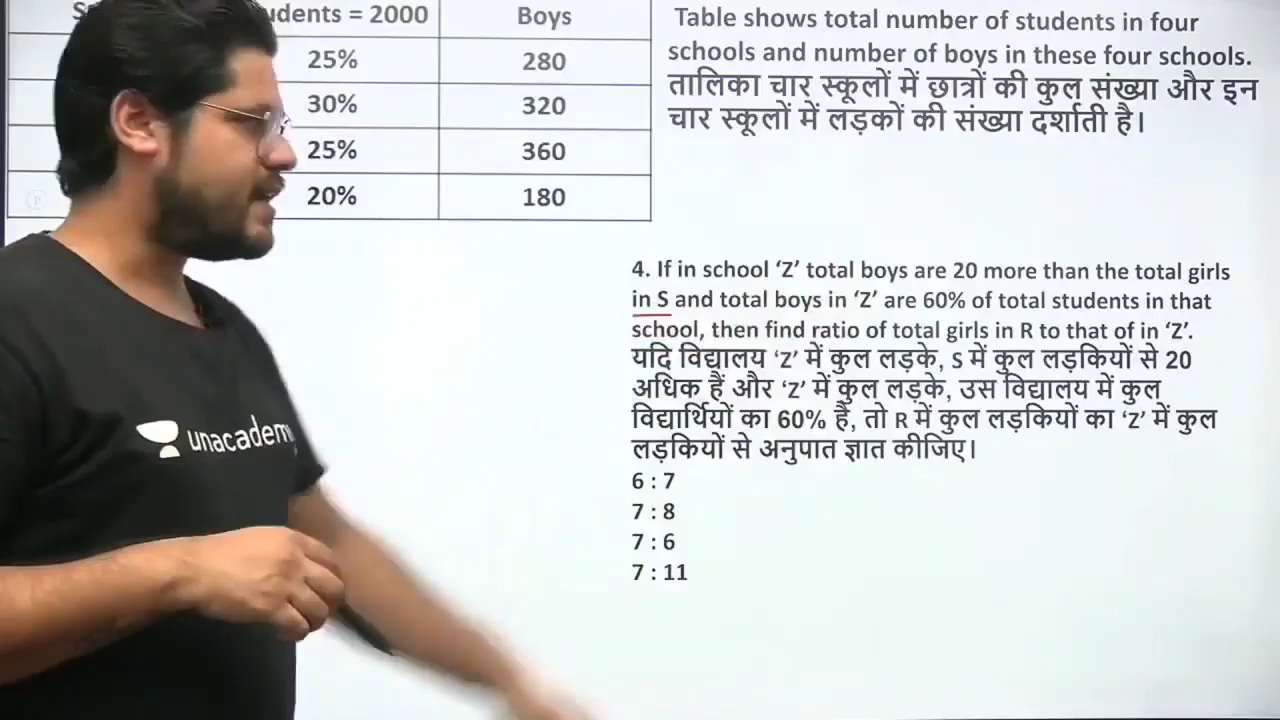 udents = 2000 Boys
25% 280
30% 320
25% 360
20% 180
Table shows total number of students in four
schools and number of boys in these four schools.
तालिका चार स्कूलों में छात्रों की कुल संख्या और इन
चार स्कूलों में लड़कों की संख्या दर्शाती है।
4. If in school ‘Z’ total boys are 20 more than the total girls
in S and total boys in ‘Z’ are 60% of total students in that
school, then find ratio of total girls in R to that of in ‘Z’.
यदि विद्यालय ‘Z’ में कुल लड़के, S में कुल लड़कियों से 20
अधिक हैं और ‘Z’ में कुल लड़के, उस विद्यालय में कुल
विद्यार्थियों का 60% है, तो R में कुल लड़कियों का ‘Z’ में कुल
लड़कियों से अनुपात ज्ञात कीजिए।
6 : 7
7 : 8
7 : 6
7 : 11
unacadem